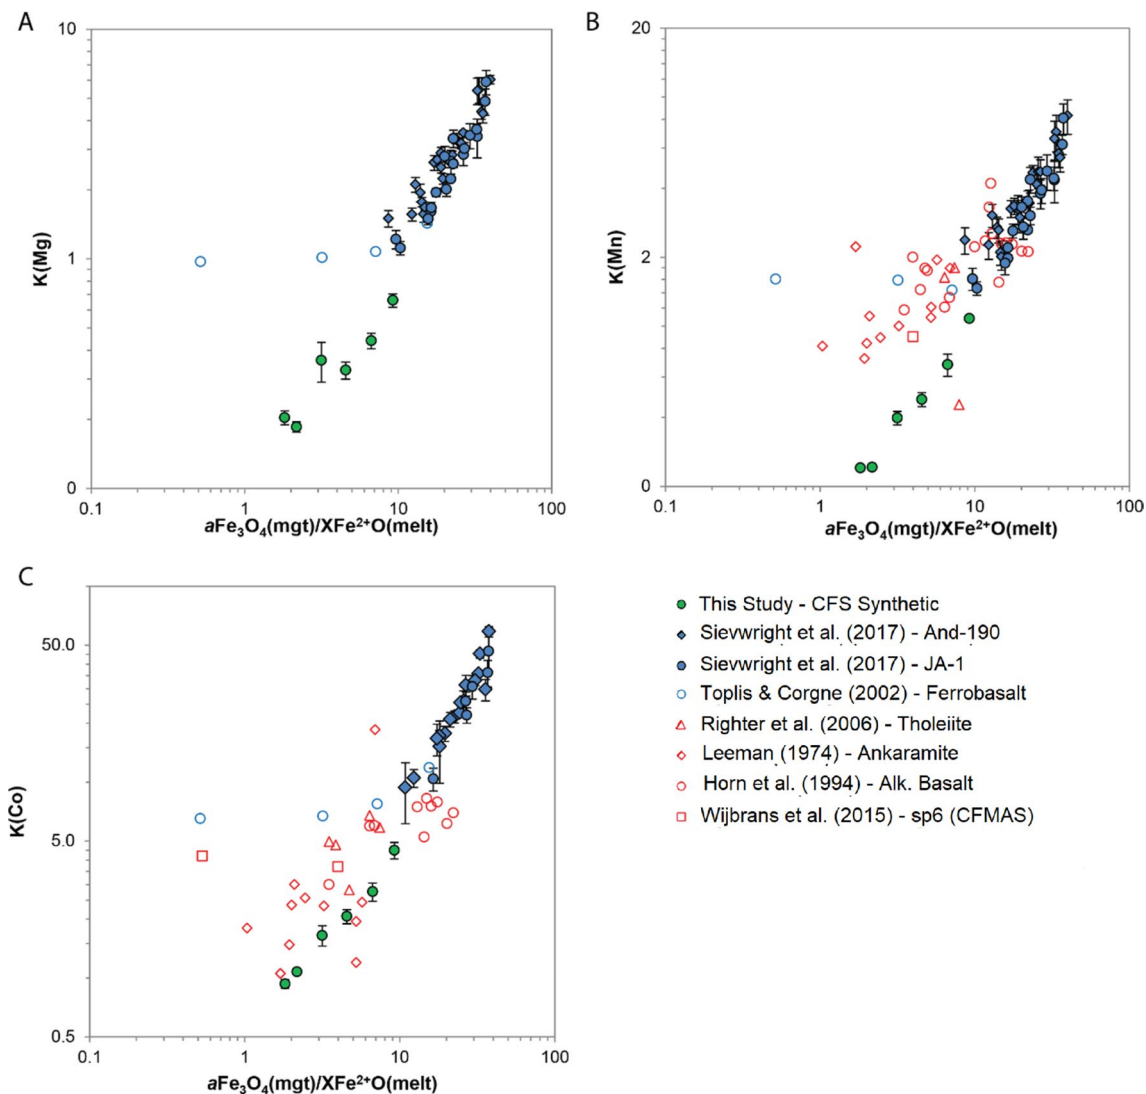 A
10
K(Mg)
1
0
0.1
1
10
100
aFe₃O₄(mgt)/XFe²⁺O(melt)
B
20
K(Mn)
2
0
0.1
1
10
100
aFe₃O₄(mgt)/XFe²⁺O(melt)
C
50.0
K(Co)
5.0
0.5
0.1
1
10
100
aFe₃O₄(mgt)/XFe²⁺O(melt)
This Study - CFS Synthetic
Sievwright et al. (2017) - And-190
Sievwright et al. (2017) - JA-1
Toplis & Corgne (2002) - Ferrobasalt
Righter et al. (2006) - Tholeiite
Leeman (1974) - Ankaramite
Horn et al. (1994) - Alk. Basalt
Wijbrans et al. (2015) - sp6 (CFMAS)